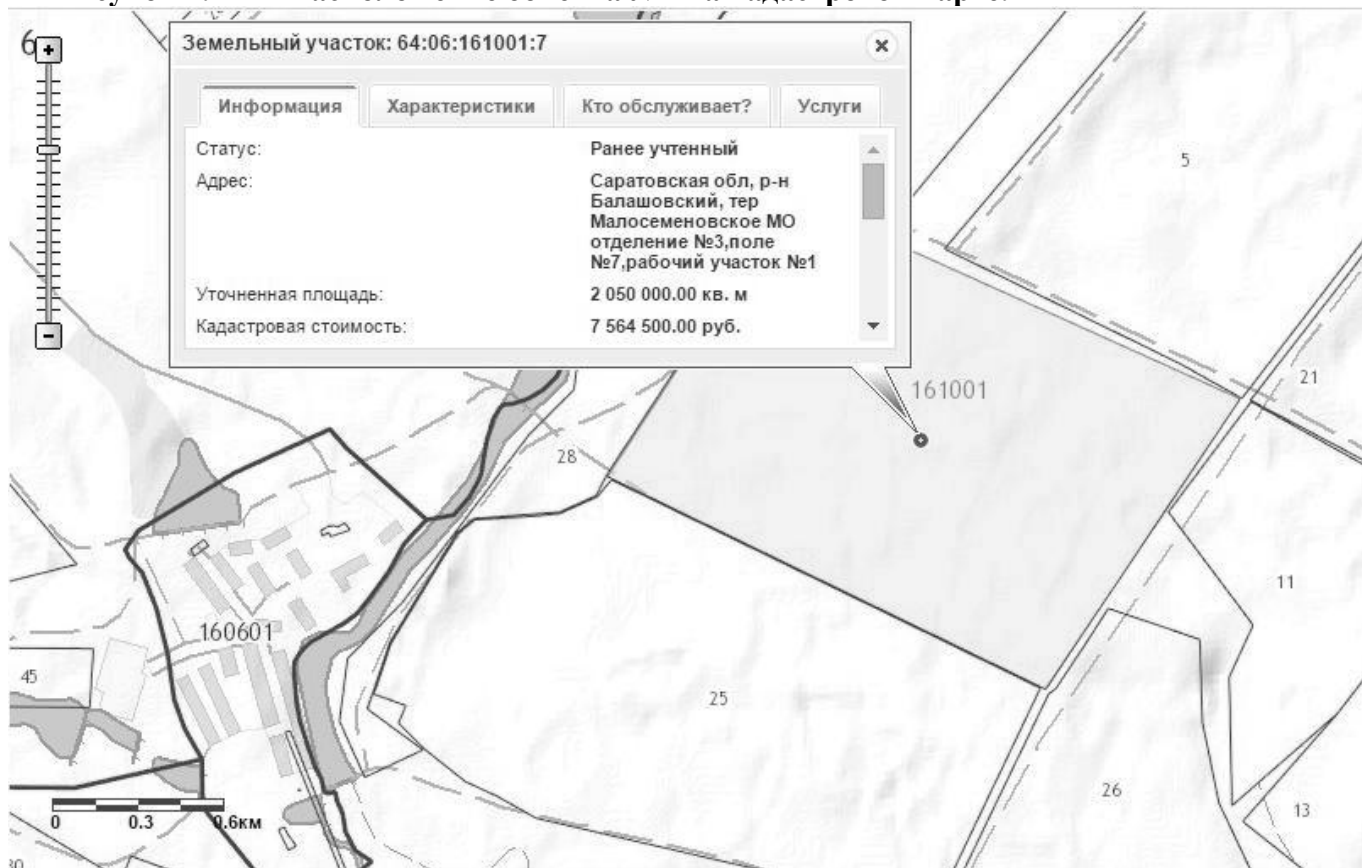 6
Земельный участок: 64:06:161001:7
Информация Характеристики Кто обслуживает? Услуги
Статус: Ранее учтенный
Адрес: Саратовская обл, р-н
Балашовский, тер
Малосеменовское МО
отделение №3,поле
№7,рабочий участок №1
Уточненная площадь: 2 050 000.00 кв. м
Кадастровая стоимость: 7 564 500.00 руб.
5
21
161001
28
11
160601
45
25
26
13
0 0.3 0.6км